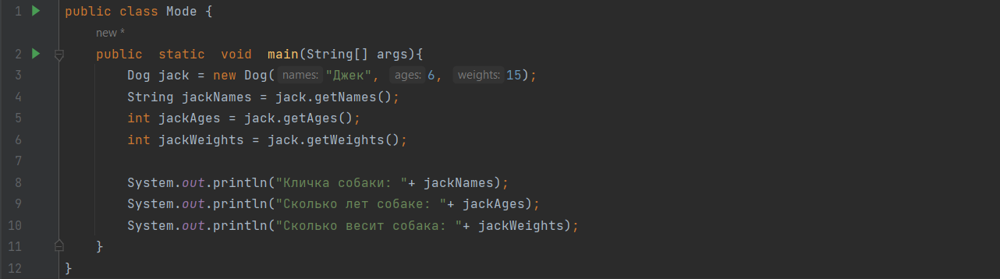 1 public class Mode {
new *
2 public  static  void  main(String[] args){
3 Dog jack = new Dog( names: "Джек", ages: 6, weights: 15);
4 String jackNames = jack.getNames();
5 int jackAges = jack.getAges();
6 int jackWeights = jack.getWeights();
7
8 System.out.println("Кличка собаки: "+ jackNames);
9 System.out.println("Сколько лет собаке: "+ jackAges);
10 System.out.println("Сколько весит собака: "+ jackWeights);
11 }
12 }